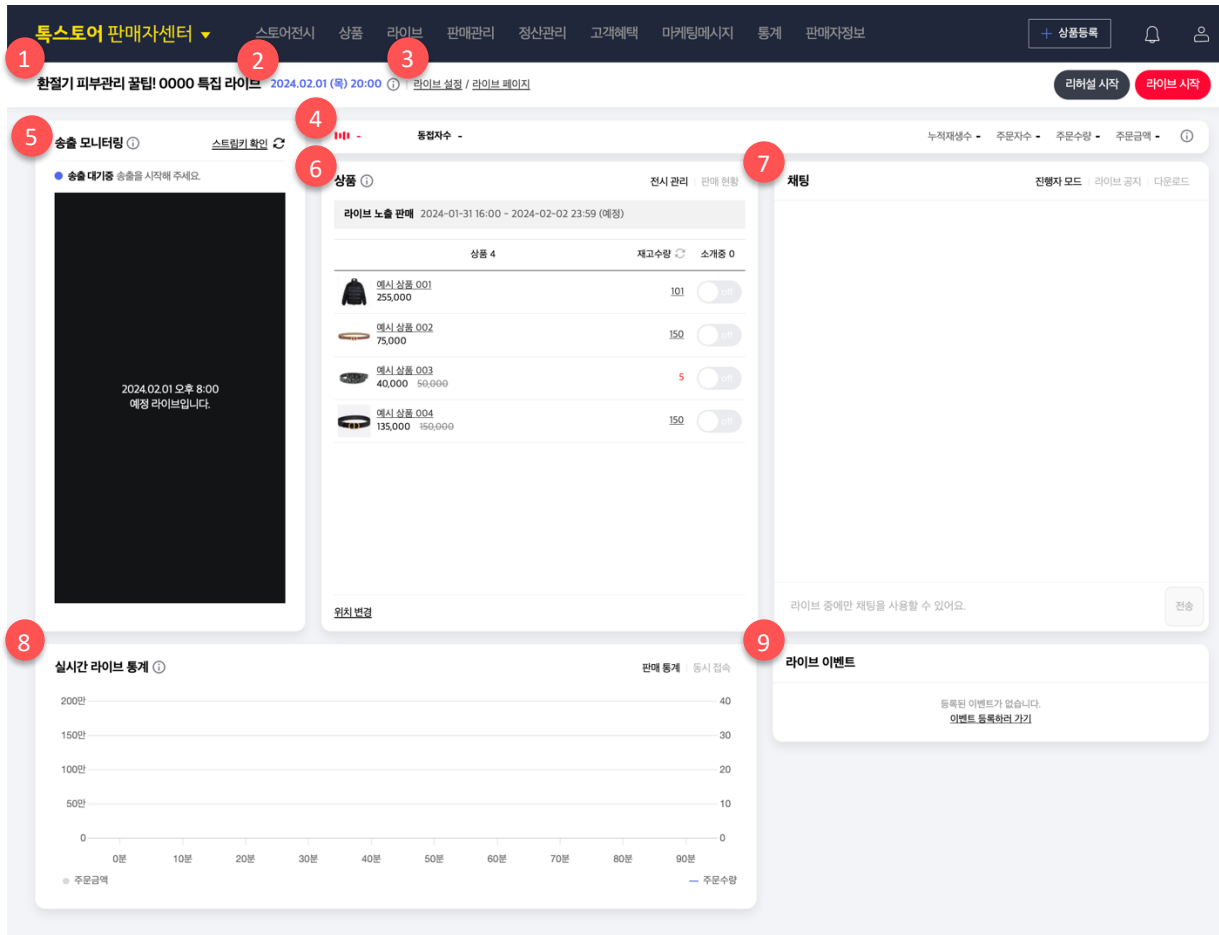 톡스토어 판매자센터 ▼ 스토어전시 상품 라이브 판매관리 정산관리 고객혜택 마케팅메시지 통계 판매자정보 + 상품등록
1 2 3
환절기 피부관리 꿀팁! 0000 특집 라이브 2024.02.01 (목) 20:00 라이브 설정 / 라이브 페이지 리허설 시작 라이브 시작
4
- 동접자수 - 누적재생수 - 주문자수 - 주문수량 - 주문금액 -
5
송출 모니터링 스트림키 확인
송출 대기중 송출을 시작해 주세요.
2024.02.01 오후 8:00
예정 라이브입니다.
6
상품 전시 관리 판매 현황
라이브 노출 판매 2024-01-31 16:00 - 2024-02-02 23:59 (예정)
상품 4 재고수량 소개중 0
예시 상품 001
255,000 101 off
예시 상품 002
75,000 150 off
예시 상품 003
40,000 50,000 5 off
예시 상품 004
135,000 150,000 150 off
위치 변경
7
채팅 진행자 모드 라이브 공지 다운로드
라이브 중에만 채팅을 사용할 수 있어요. 전송
8
실시간 라이브 통계 판매 통계 동시 접속
200만 40
150만 30
100만 20
50만 10
0 0
0분 10분 20분 30분 40분 50분 60분 70분 80분 90분
주문금액 주문수량
9
라이브 이벤트
등록된 이벤트가 없습니다.
이벤트 등록하러 가기